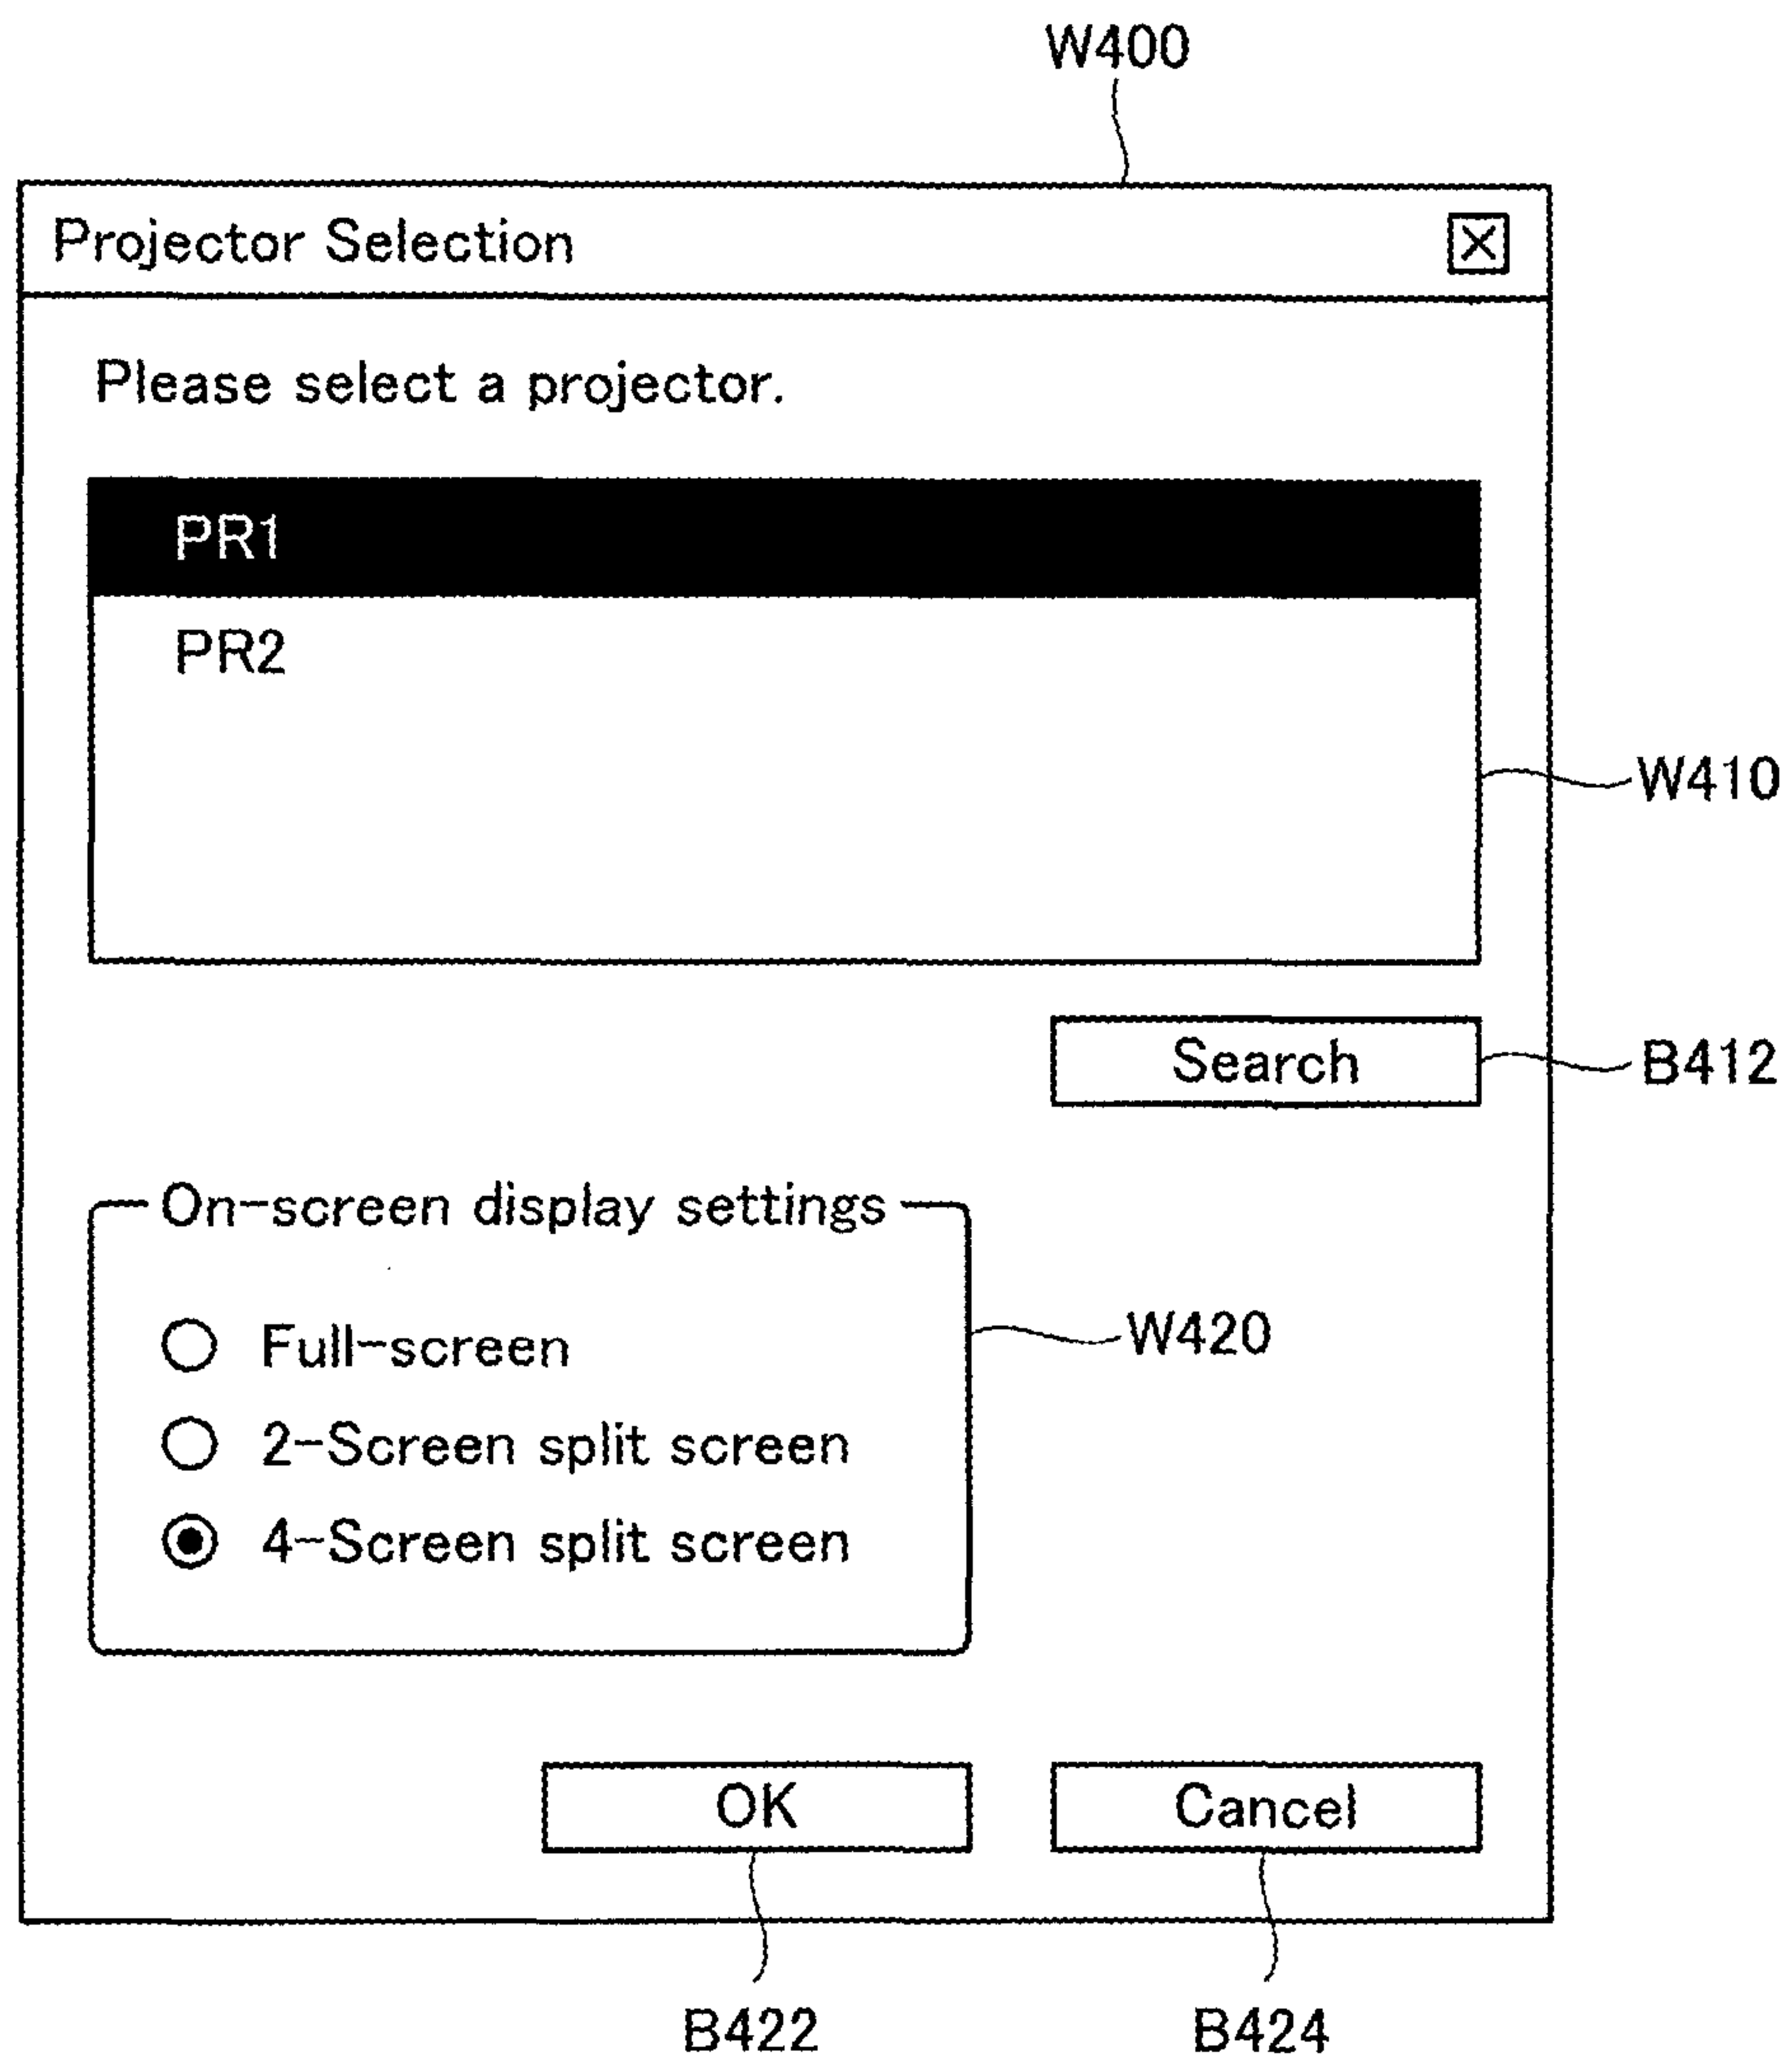 W400
Projector Selection
Please select a projector.
PR1
PR2
W410
Search
B412
On-screen display settings
Full-screen
W420
2-Screen split screen
4-Screen split screen
OK
Cancel
B422
B424